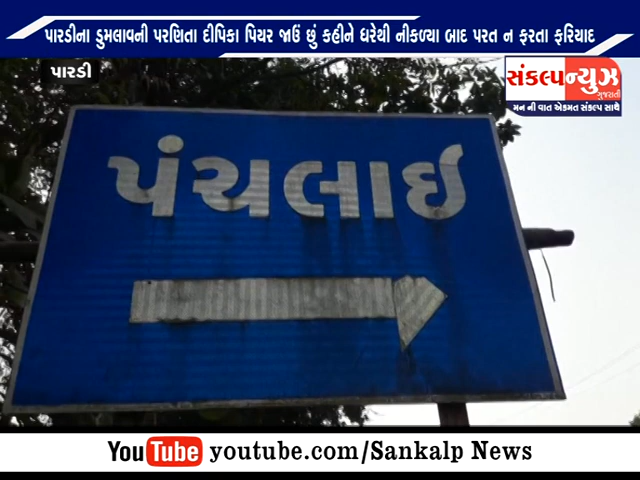 પારડીના ડુમલાવની પરણિતા દીપિકા પિયર જાઉં છું કહીને ઘરેથી નીકળ્યા બાદ પરત ન ફરતા ફરિયાદ
પારડી
સંકલ્પન્યુઝ
ગુજરાતી
મન ની વાત એકમત સંકલ્પ સાથે
પંચલાઈ
YouTube youtube.com/Sankalp News